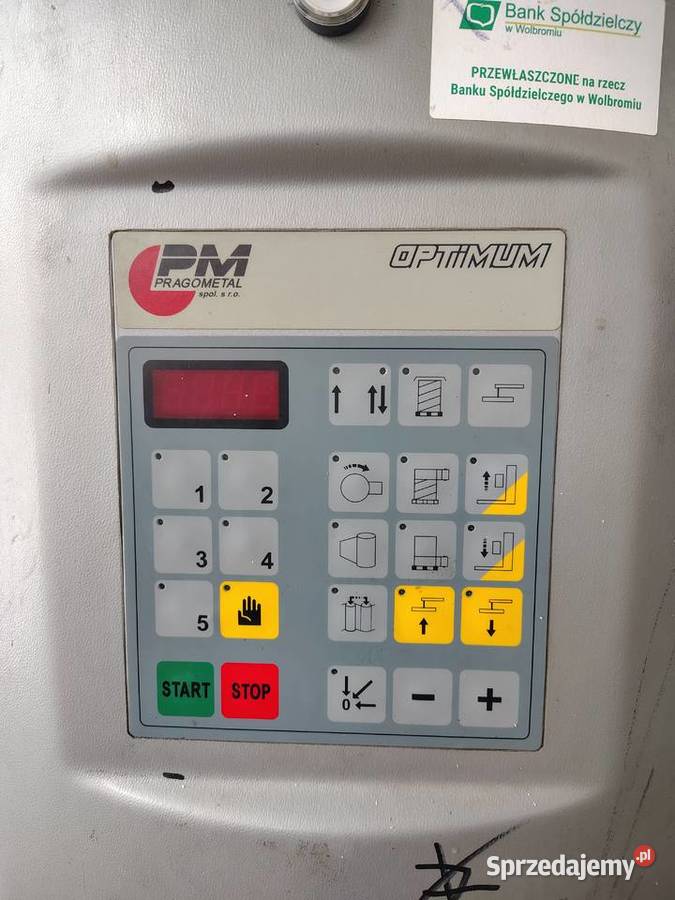 Bank Spółdzielczy
w Wolbromiu
PRZEWŁASZCZONE na rzecz
Banku Spółdzielczego w Wolbromiu
PM
PRAGOMETAL
spol. s r.o.
OPTiMUM
1
2
3
4
5
START
STOP
0
-
+
Sprzedajemy.pl